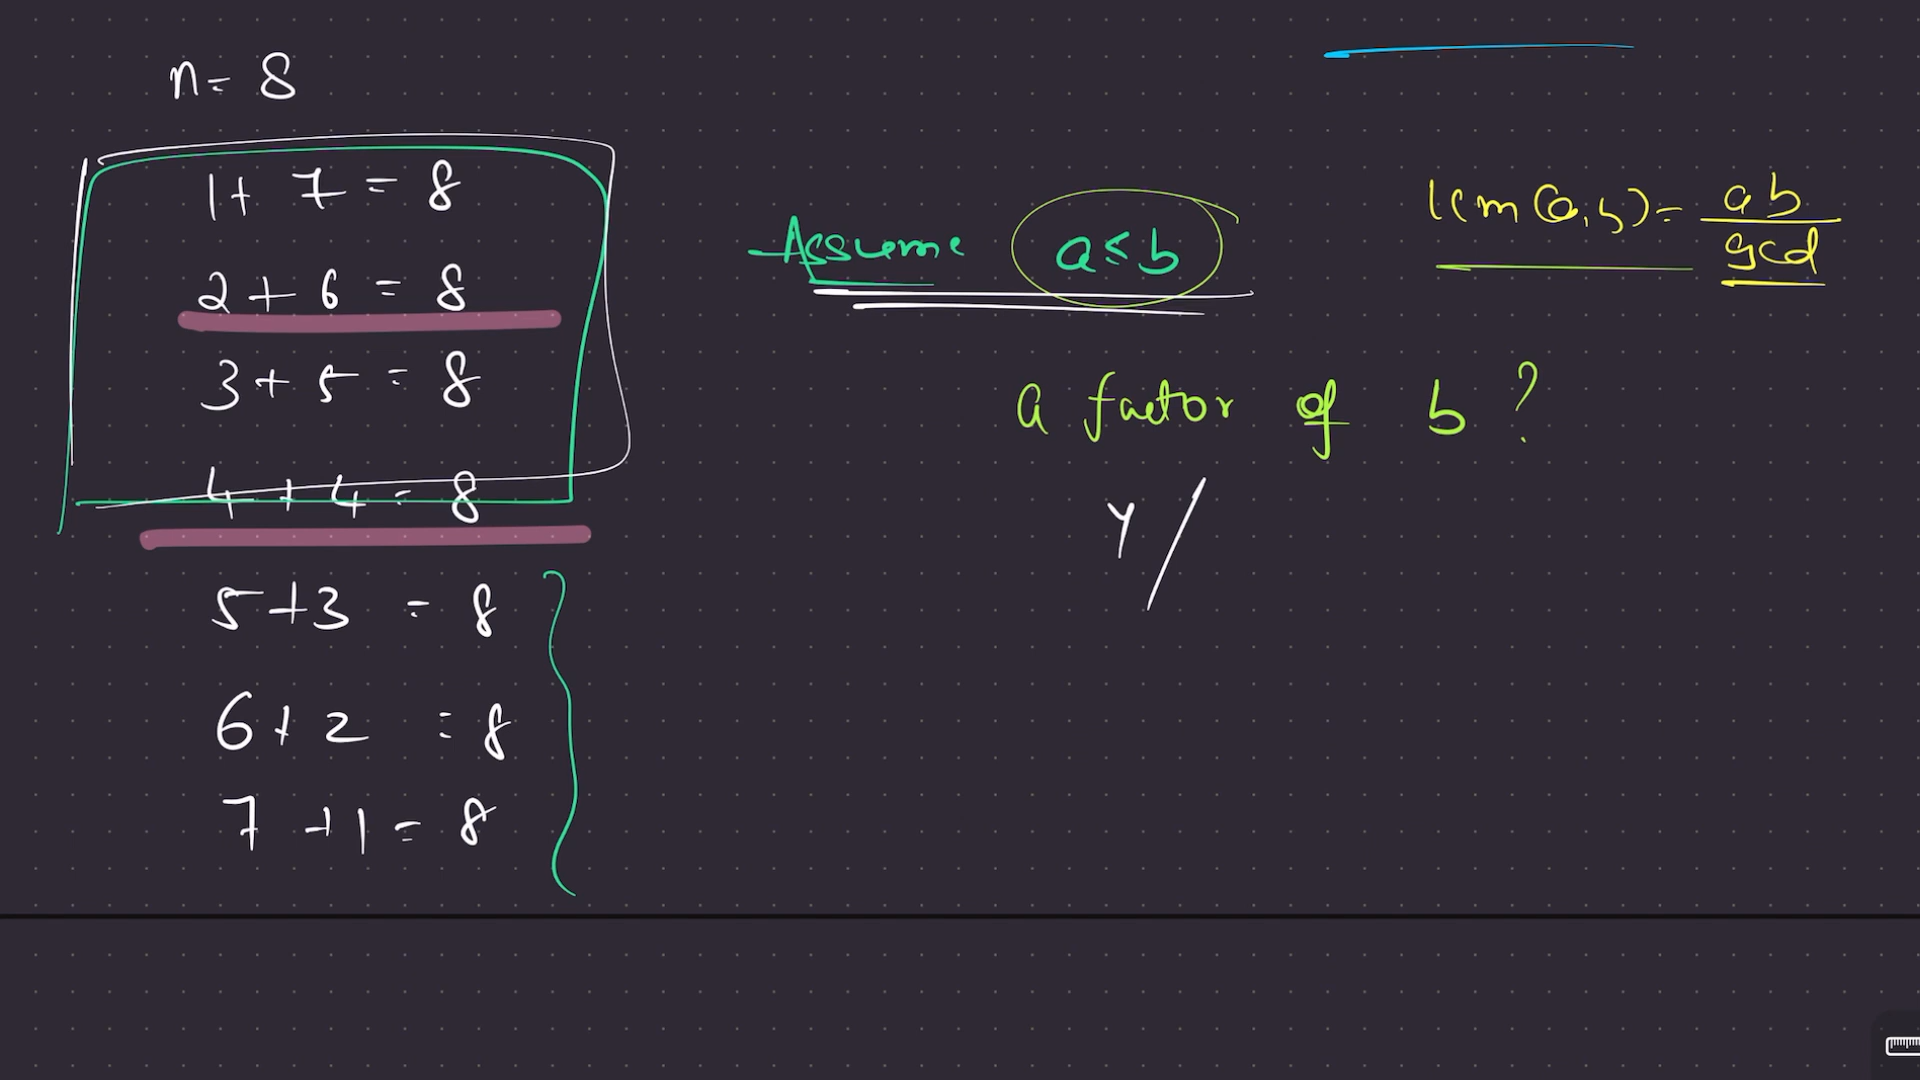 n = 8
1 + 7 = 8
2 + 6 = 8
3 + 5 = 8
4 + 4 = 8
5 + 3 = 8
6 + 2 = 8
7 + 1 = 8
Assume a ≤ b
lcm(a,b) = ab / gcd
a factor of b ?
Y /